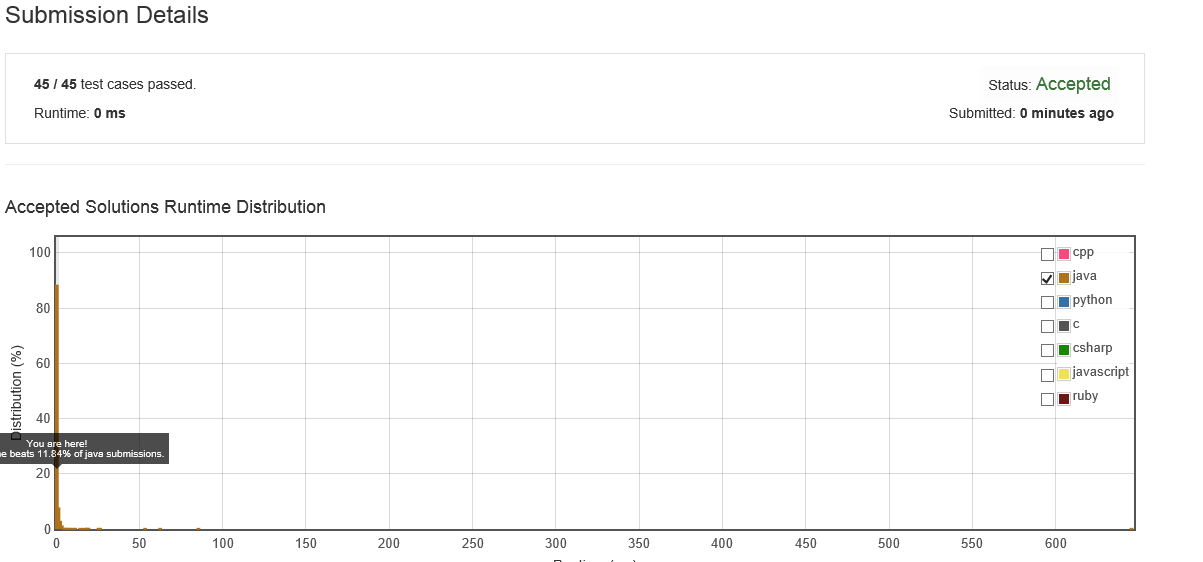 Submission Details
45 / 45 test cases passed.
Status: Accepted
Runtime: 0 ms
Submitted: 0 minutes ago
Accepted Solutions Runtime Distribution
100
80
60
40
20
0
Distribution (%)
You are here!
beats 11.84% of java submissions.
cpp
java
python
c
csharp
javascript
ruby
0
50
100
150
200
250
300
350
400
450
500
550
600